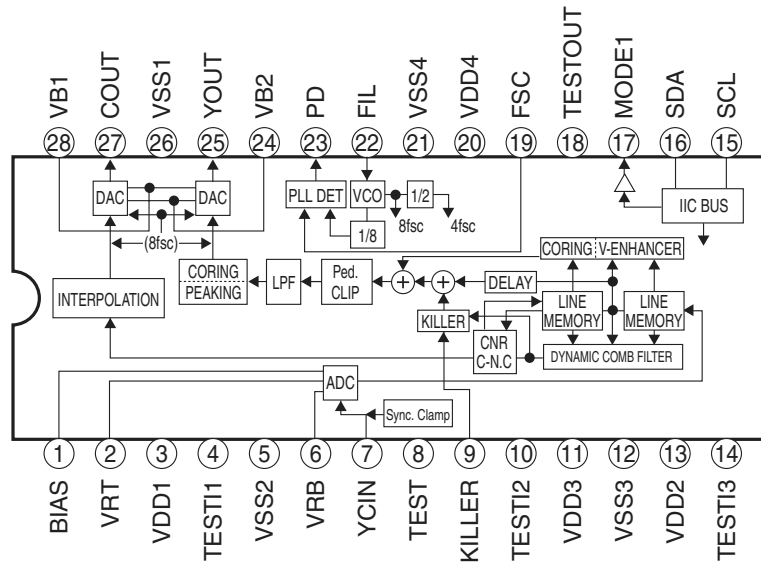 VB1
COUT
VSS1
YOUT
VB2
PD
FIL
VSS4
VDD4
FSC
TESTOUT
MODE1
SDA
SCL
28
27
26
25
24
23
22
21
20
19
18
17
16
15
DAC
DAC
PLL DET
VCO
1/2
IIC BUS
8fsc
4fsc
1/8
(8fsc)
CORING
V-ENHANCER
INTERPOLATION
CORING
PEAKING
LPF
Ped.
CLIP
+
+
DELAY
LINE
MEMORY
LINE
MEMORY
KILLER
CNR
C-N.C
DYNAMIC COMB FILTER
ADC
Sync. Clamp
1
2
3
4
5
6
7
8
9
10
11
12
13
14
BIAS
VRT
VDD1
TESTI1
VSS2
VRB
YCIN
TEST
KILLER
TESTI2
VDD3
VSS3
VDD2
TESTI3